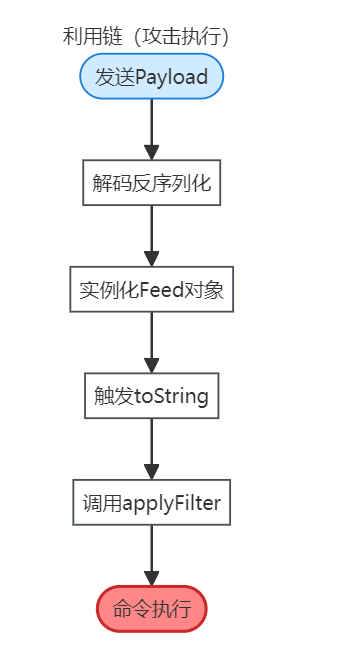 利用链（攻击执行）
发送Payload
解码反序列化
实例化Feed对象
触发toString
调用applyFilter
命令执行